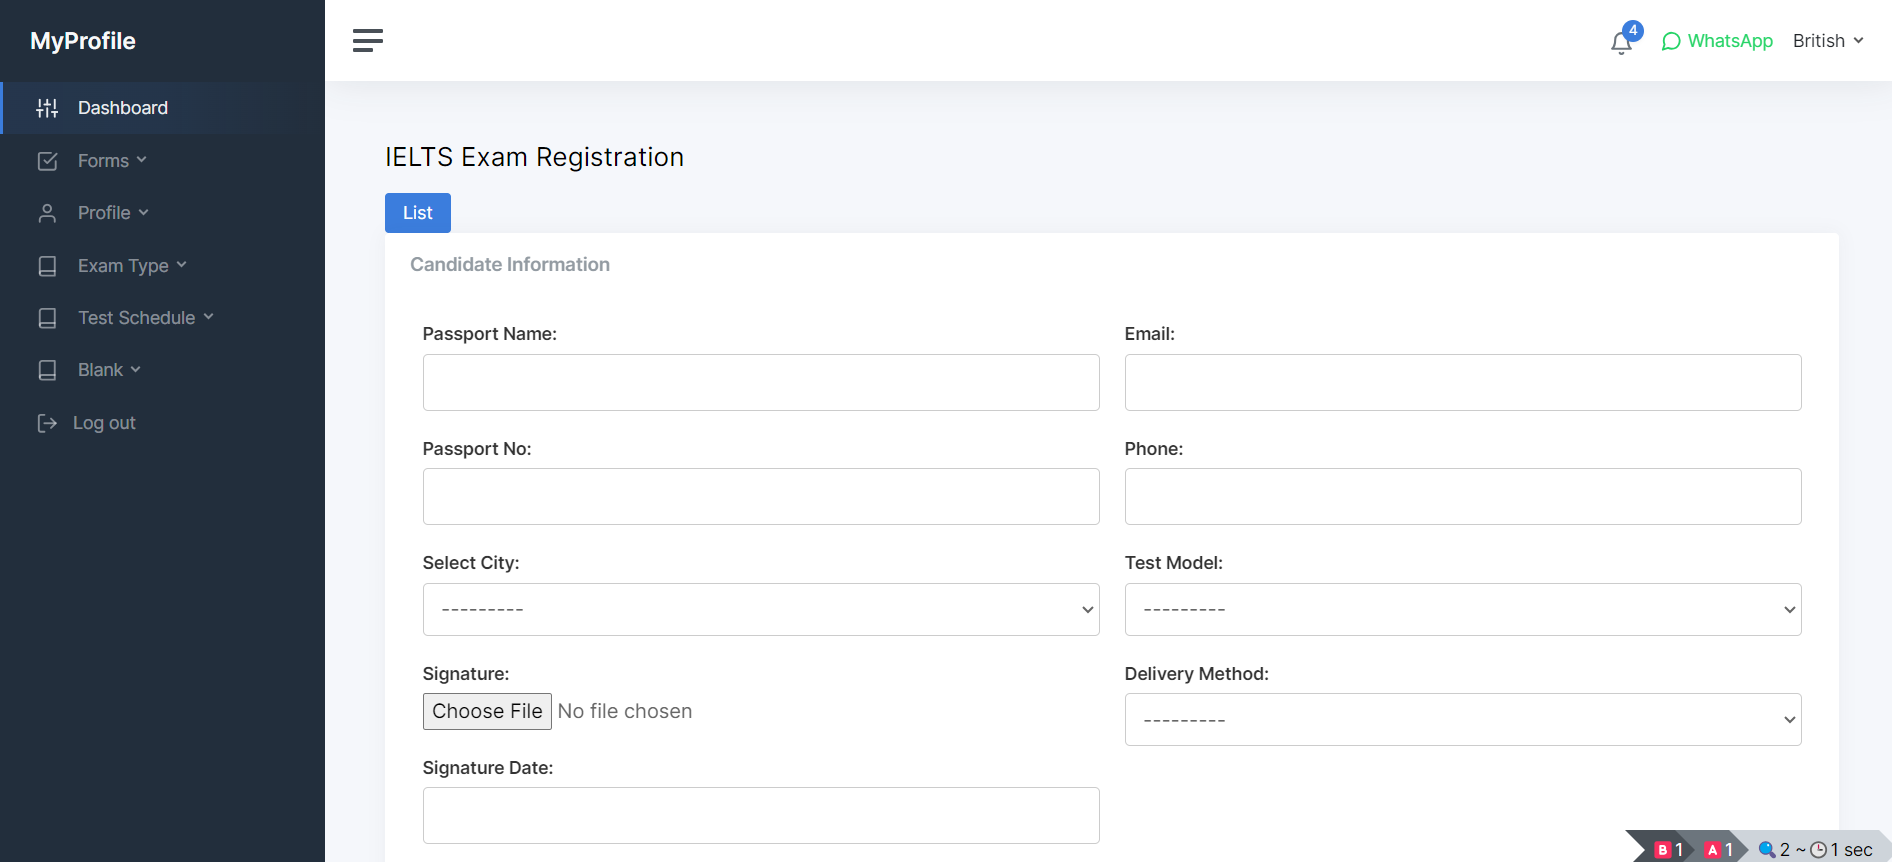 MyProfile
4
WhatsApp
British
Dashboard
Forms
Profile
Exam Type
Test Schedule
Blank
Log out
IELTS Exam Registration
List
Candidate Information
Passport Name:
Email:
Passport No:
Phone:
Select City:
Test Model:
---------
---------
Signature:
Delivery Method:
Choose File No file chosen
---------
Signature Date:
B 1 A 1 2 ~ 1 sec